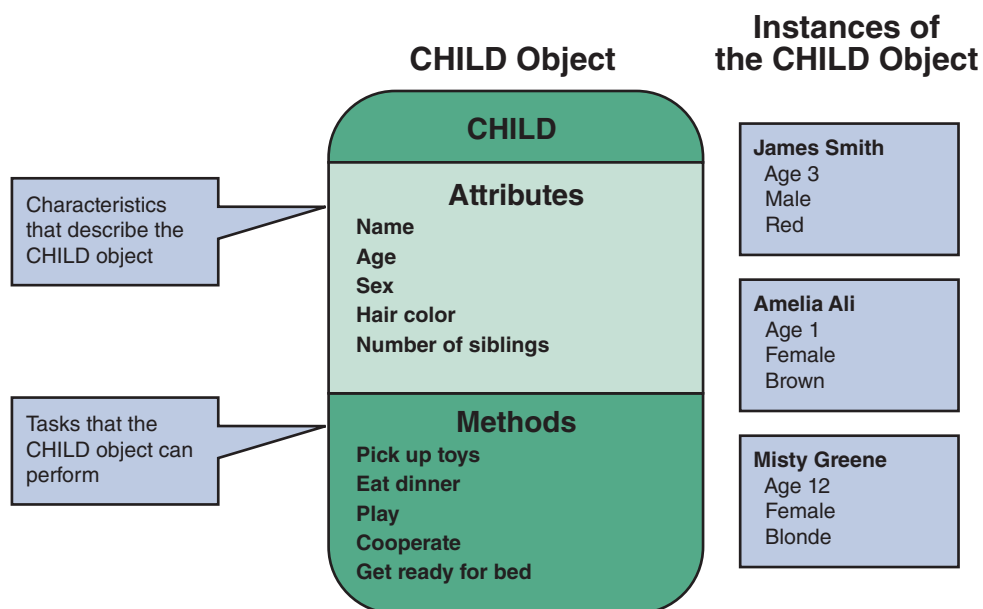 CHILD Object
Instances of
the CHILD Object
CHILD
Attributes
Name
Age
Sex
Hair color
Number of siblings
Methods
Pick up toys
Eat dinner
Play
Cooperate
Get ready for bed
Characteristics
that describe the
CHILD object
Tasks that the
CHILD object can
perform
James Smith
Age 3
Male
Red
Amelia Ali
Age 1
Female
Brown
Misty Greene
Age 12
Female
Blonde